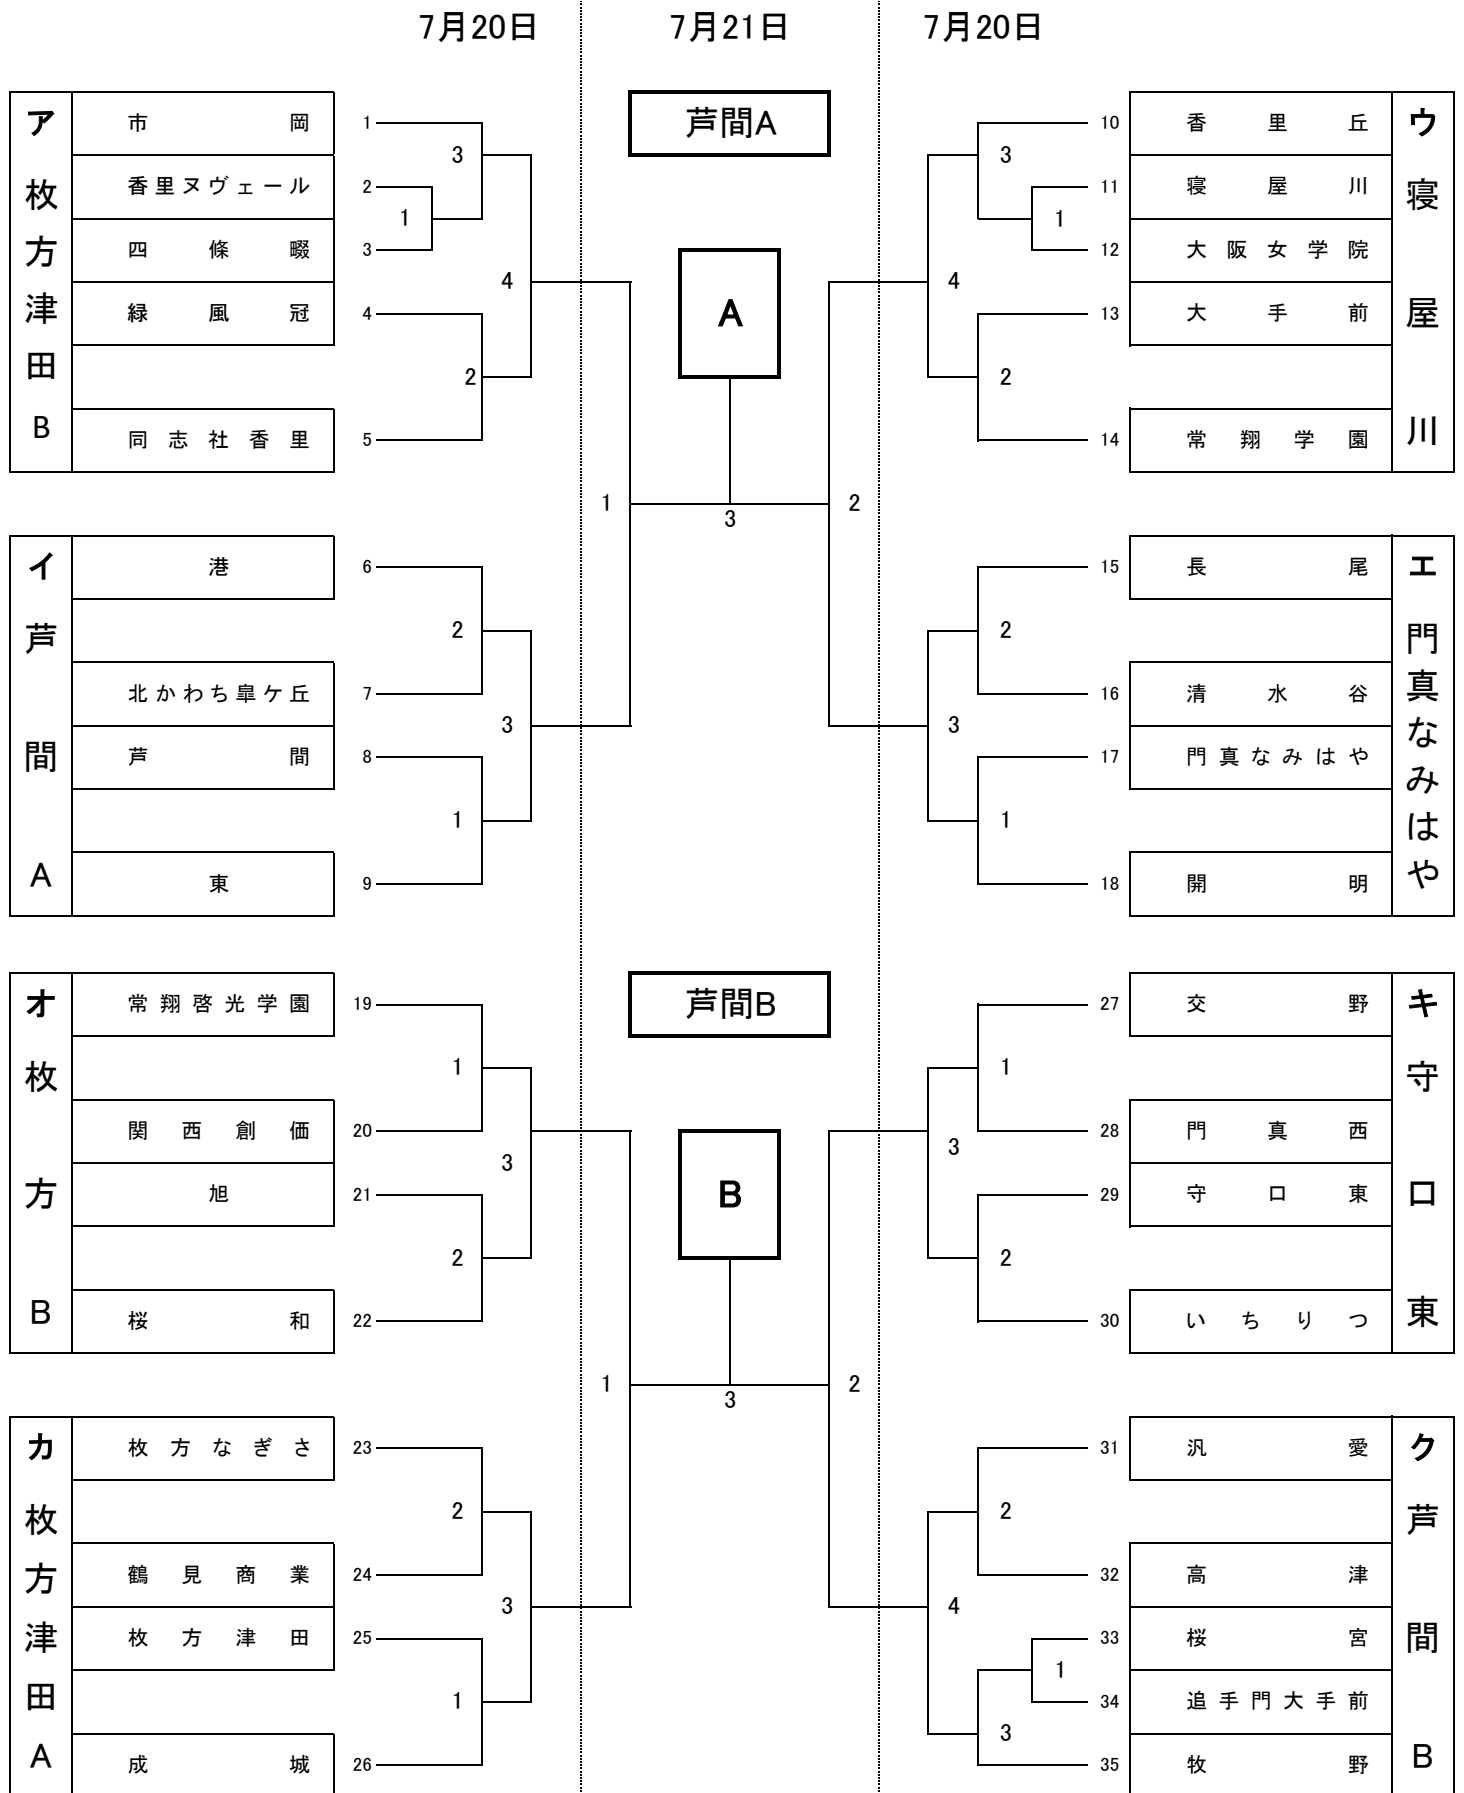 7月20日 7月21日 7月20日
芦間A
ア 枚方津田B
市岡 1
香里ヌヴェール 2
四條畷 3
緑風冠 4
同志社香里 5
3
1
4
2
イ 芦間A
港 6
北かわち皐ケ丘 7
芦間 8
東 9
2
3
1
1
A
3
2
10 香里丘
11 寝屋川
12 大阪女学院
13 大手前
14 常翔学園
ウ 寝屋川
3
1
4
2
15 長尾
16 清水谷
17 門真なみはや
18 開明
エ 門真なみはや
2
3
1
芦間B
オ 枚方B
常翔啓光学園 19
関西創価 20
旭 21
桜和 22
1
3
2
カ 枚方津田A
枚方なぎさ 23
鶴見商業 24
枚方津田 25
成城 26
2
3
1
1
B
3
2
27 交野
28 門真西
29 守口東
30 いちりつ
キ 守口東
1
3
2
31 汎愛
32 高津
33 桜宮
34 追手門大手前
35 牧野
ク 芦間B
2
4
1
3